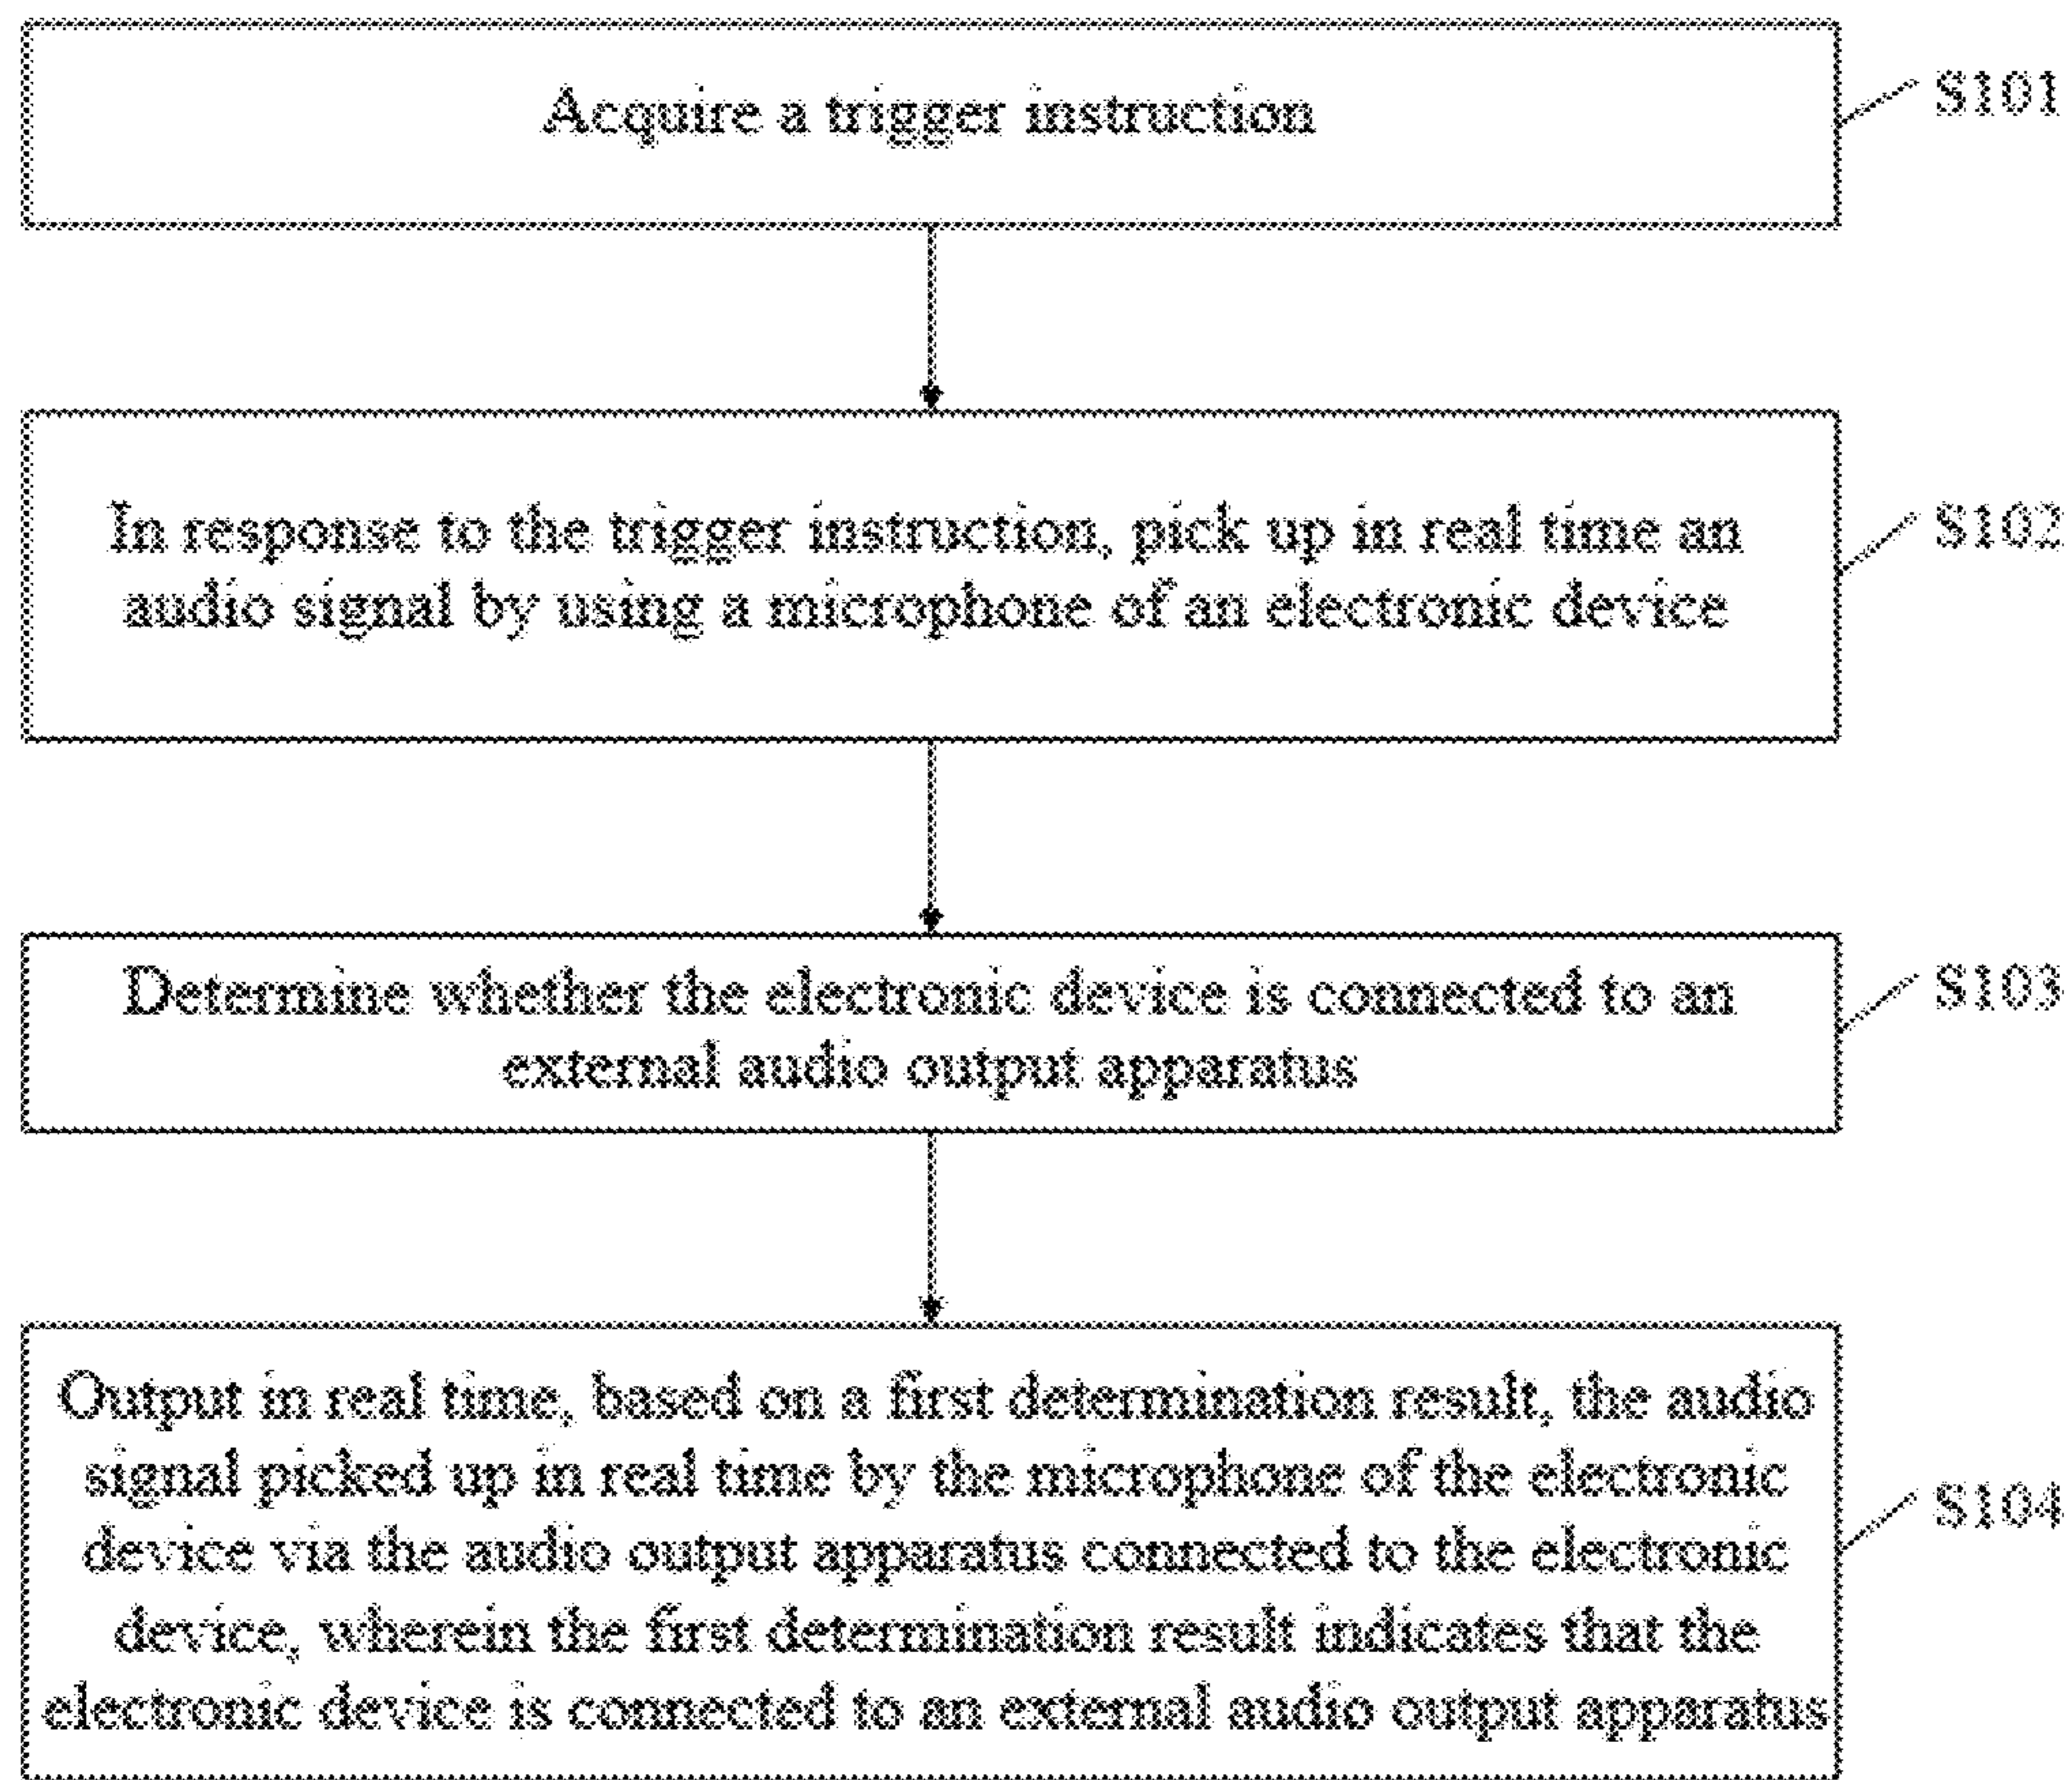 Acquire a trigger instruction
S101
In response to the trigger instruction, pick up in real time an
audio signal by using a microphone of an electronic device
S102
Determine whether the electronic device is connected to an
external audio output apparatus
S103
Output in real time, based on a first determination result, the audio
signal picked up in real time by the microphone of the electronic
device via the audio output apparatus connected to the electronic
device, wherein the first determination result indicates that the
electronic device is connected to an external audio output apparatus
S104